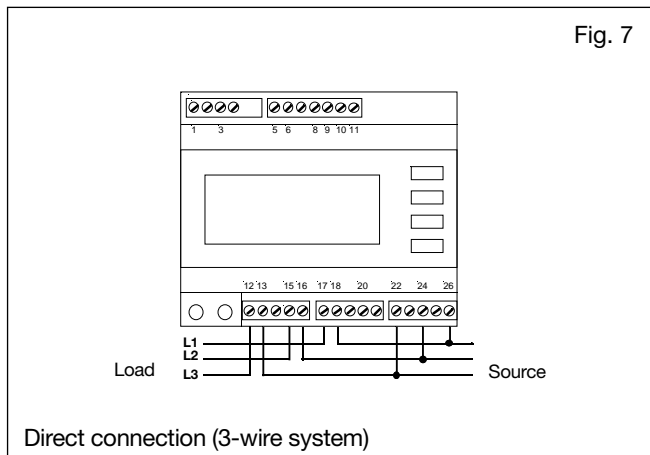 Fig. 7
1 3 5 6 8 9 10 11
12 13 15 16 17 18 20 22 24 26
L1
L2
Load L3 Source
Direct connection (3-wire system)